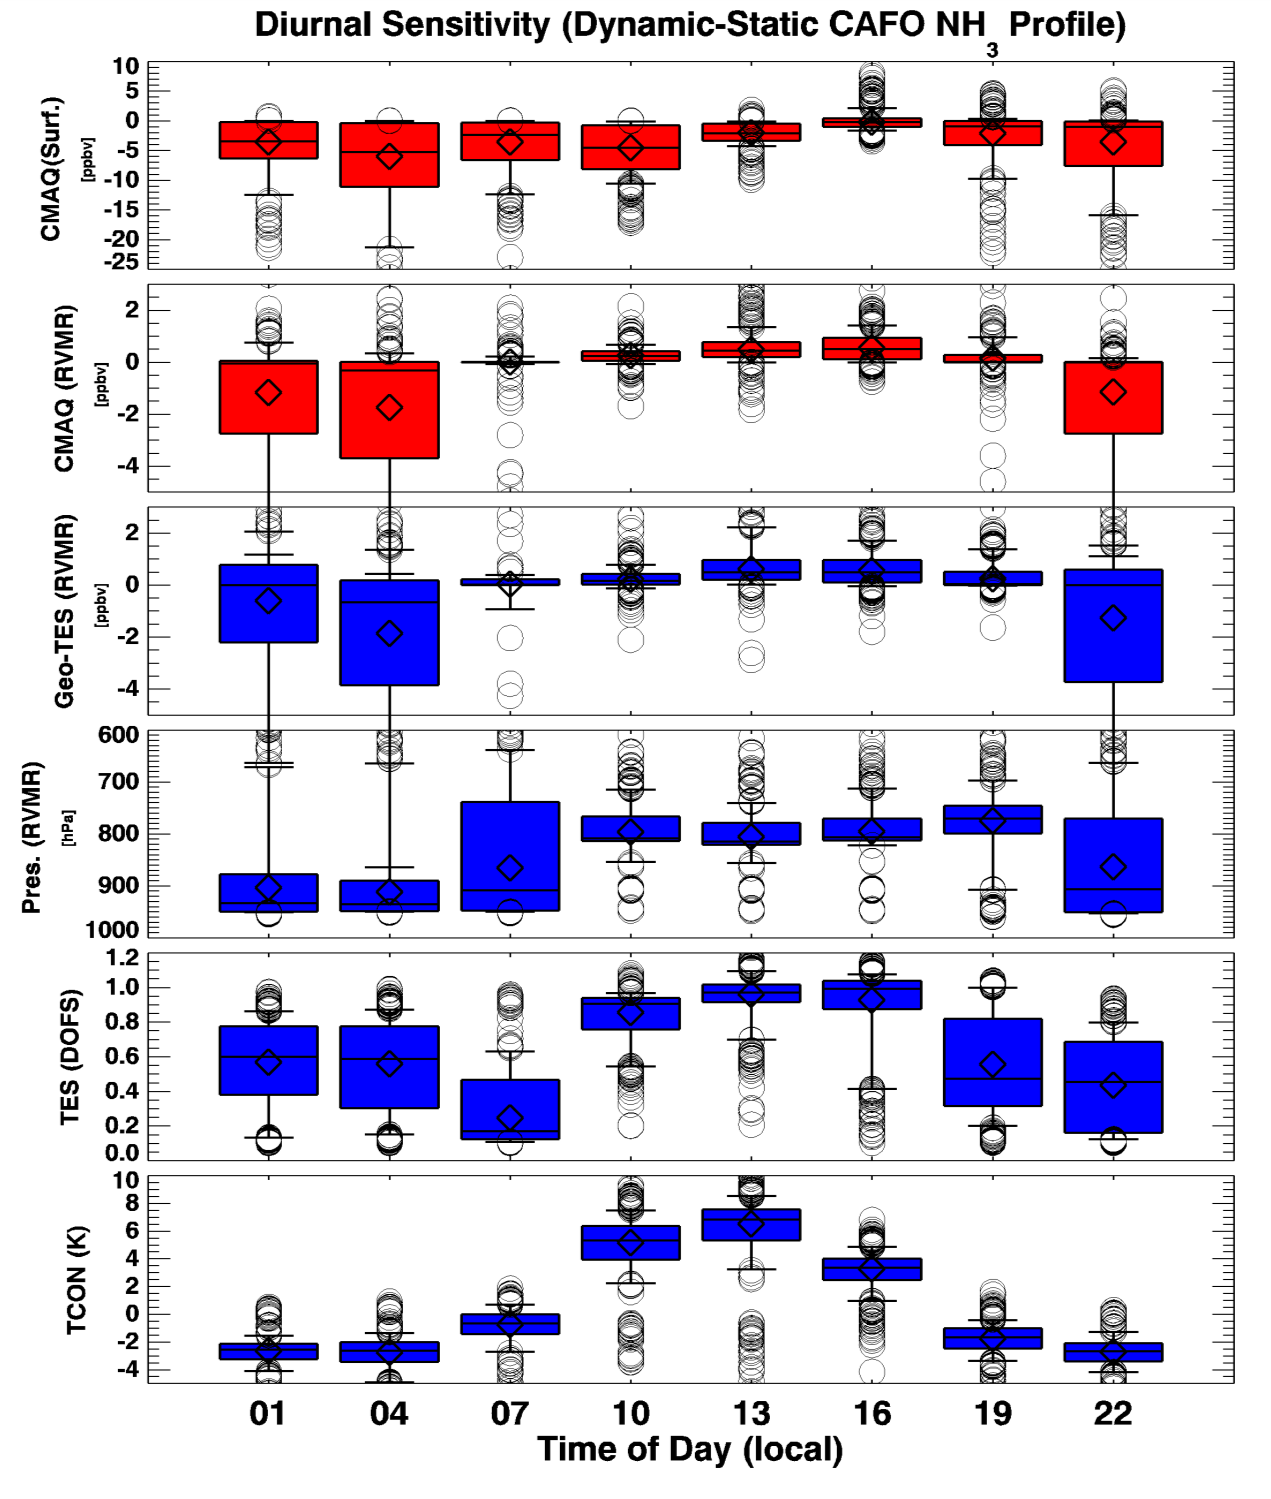 Diurnal Sensitivity (Dynamic-Static CAFO NH3 Profile)
CMAQ(Surf.)
[ppbv]
10
5
0
-5
-10
-15
-20
-25
CMAQ (RVMR)
[ppbv]
2
0
-2
-4
Geo-TES (RVMR)
[ppbv]
2
0
-2
-4
Pres. (RVMR)
[hPa]
600
700
800
900
1000
TES (DOFS)
1.2
1.0
0.8
0.6
0.4
0.2
0.0
TCON (K)
10
8
6
4
2
0
-2
-4
01 04 07 10 13 16 19 22
Time of Day (local)